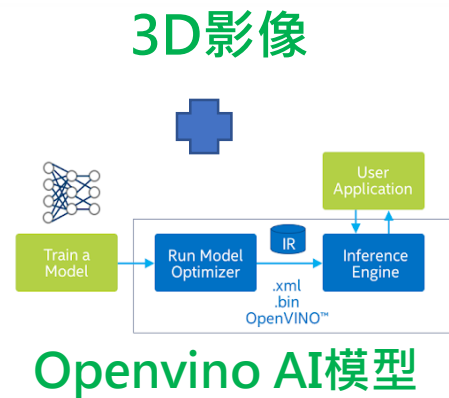 3D影像
User
Application
Train a
Model
Run Model
Optimizer
IR
.xml
.bin
OpenVINO™
Inference
Engine
Openvino AI模型